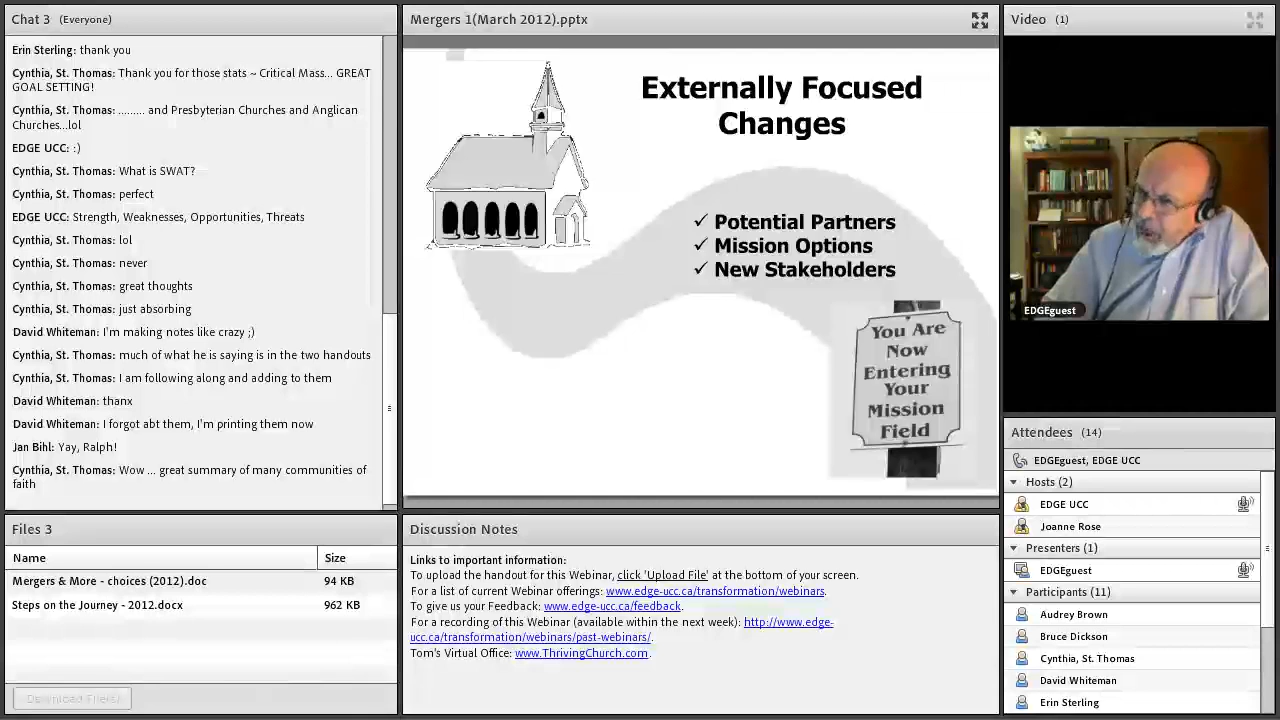 Chat 3 (Everyone)
Erin Sterling: thank you
Cynthia, St. Thomas: Thank you for those stats ~ Critical Mass... GREAT
GOAL SETTING!
Cynthia, St. Thomas: ......... and Presbyterian Churches and Anglican
Churches...lol
EDGE UCC: :)
Cynthia, St. Thomas: What is SWAT?
Cynthia, St. Thomas: perfect
EDGE UCC: Strength, Weaknesses, Opportunities, Threats
Cynthia, St. Thomas: lol
Cynthia, St. Thomas: never
Cynthia, St. Thomas: great thoughts
Cynthia, St. Thomas: just absorbing
David Whiteman: I'm making notes like crazy ;)
Cynthia, St. Thomas: much of what he is saying is in the two handouts
Cynthia, St. Thomas: I am following along and adding to them
David Whiteman: thanx
David Whiteman: I forgot abt them, I'm printing them now
Jan Bihl: Yay, Ralph!
Cynthia, St. Thomas: Wow ... great summary of many communities of
faith
Files 3
Name Size
Mergers & More - choices (2012).doc 94 KB
Steps on the Journey - 2012.docx 962 KB
Download File(s)
Mergers 1(March 2012).pptx
Externally Focused
Changes
✓ Potential Partners
✓ Mission Options
✓ New Stakeholders
You Are
Now
Entering
Your
Mission
Field
Discussion Notes
Links to important information:
To upload the handout for this Webinar, click 'Upload File' at the bottom of your screen.
For a list of current Webinar offerings: www.edge-ucc.ca/transformation/webinars.
To give us your Feedback: www.edge-ucc.ca/feedback.
For a recording of this Webinar (available within the next week): http://www.edge-
ucc.ca/transformation/webinars/past-webinars/.
Tom's Virtual Office: www.ThrivingChurch.com.
Video (1)
EDGEguest
Attendees (14)
EDGEguest, EDGE UCC
Hosts (2)
EDGE UCC
Joanne Rose
Presenters (1)
EDGEguest
Participants (11)
Audrey Brown
Bruce Dickson
Cynthia, St. Thomas
David Whiteman
Erin Sterling